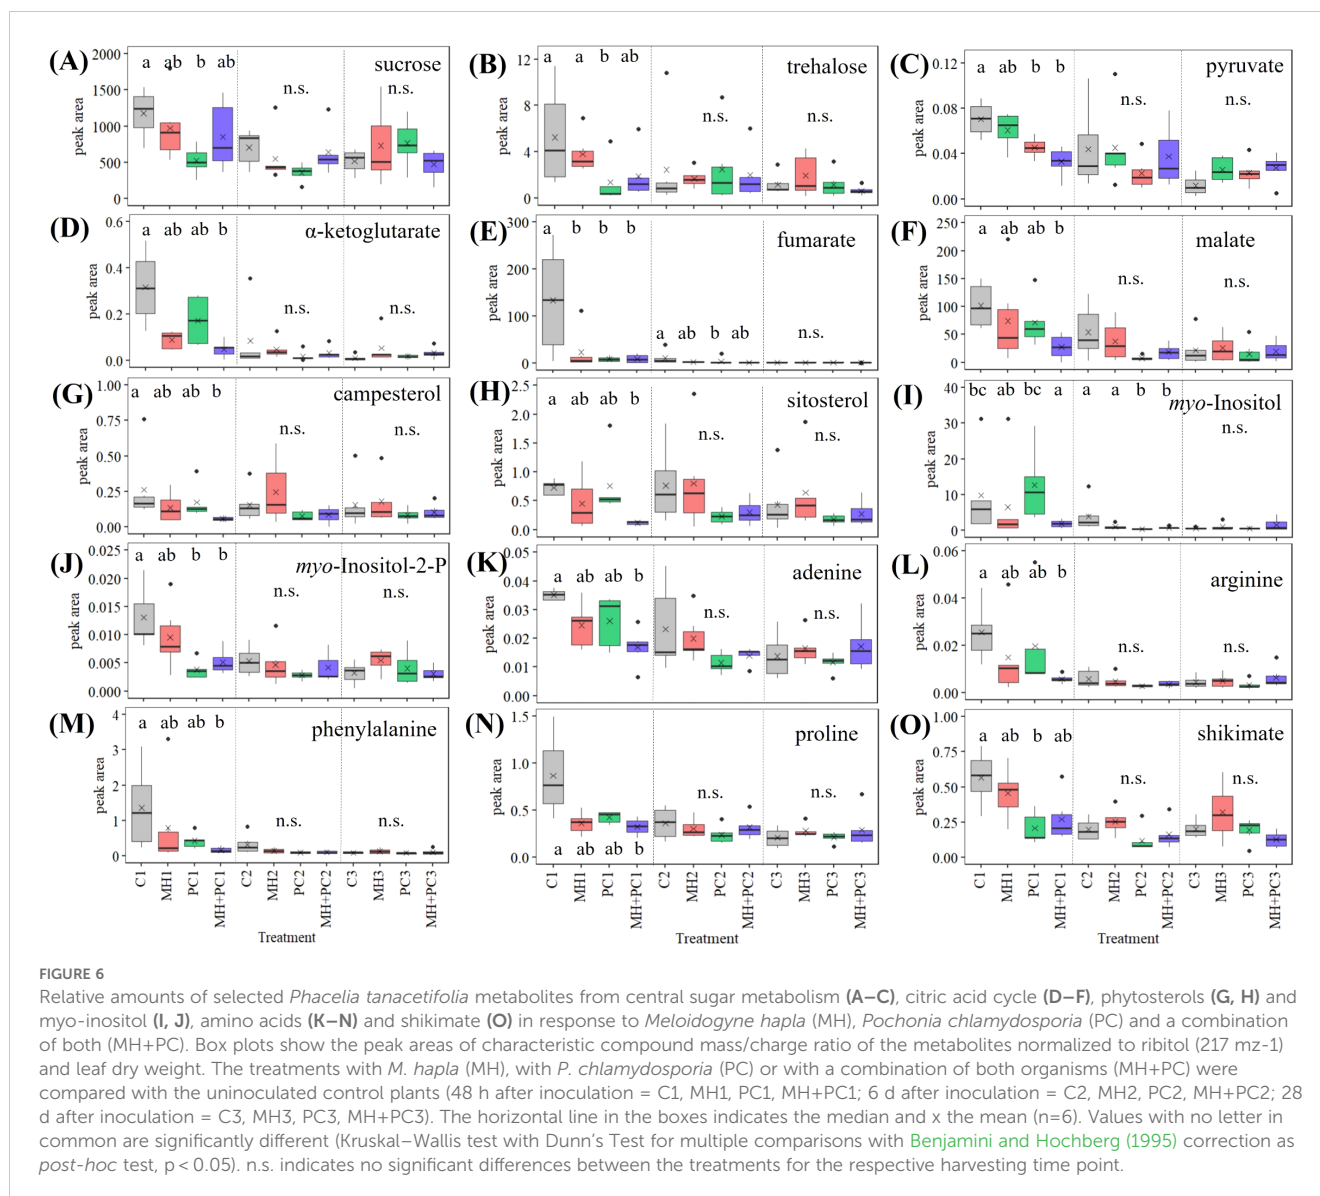 (A) sucrose
peak area
2000
1500
1000
500
0
a ab b ab
n.s.
n.s.
(B) trehalose
peak area
12
8
4
0
a a b ab
n.s.
n.s.
(C) pyruvate
peak area
0.12
0.08
0.04
0.00
a ab b b
n.s.
n.s.
(D) α-ketoglutarate
peak area
0.6
0.4
0.2
0.0
a ab ab b
n.s.
n.s.
(E) fumarate
peak area
300
200
100
0
a b b b
a ab b ab
n.s.
(F) malate
peak area
200
150
100
50
0
a ab ab b
n.s.
n.s.
(G) campesterol
peak area
1.00
0.75
0.50
0.25
0.00
a ab ab b
n.s.
n.s.
(H) sitosterol
peak area
2.5
2.0
1.5
1.0
0.5
0.0
a ab ab b
n.s.
n.s.
(I) myo-Inositol
peak area
40
30
20
10
0
bc ab bc a a a b b
n.s.
(J) myo-Inositol-2-P
peak area
0.025
0.020
0.015
0.010
0.005
0.000
a ab b b
n.s.
n.s.
(K) adenine
peak area
0.05
0.04
0.03
0.02
0.01
0.00
a ab ab b
n.s.
n.s.
(L) arginine
peak area
0.06
0.04
0.02
0.00
a ab ab b
n.s.
n.s.
(M) phenylalanine
peak area
4
3
2
1
0
a ab ab b
n.s.
n.s.
C1 MH1 PC1 MH+PC1 C2 MH2 PC2 MH+PC2 C3 MH3 PC3 MH+PC3
Treatment
(N) proline
peak area
1.5
1.0
0.5
0.0
n.s.
n.s.
a ab ab b
C1 MH1 PC1 MH+PC1 C2 MH2 PC2 MH+PC2 C3 MH3 PC3 MH+PC3
Treatment
(O) shikimate
peak area
1.00
0.75
0.50
0.25
0.00
a ab b ab
n.s.
n.s.
C1 MH1 PC1 MH+PC1 C2 MH2 PC2 MH+PC2 C3 MH3 PC3 MH+PC3
Treatment
FIGURE 6
Relative amounts of selected Phacelia tanacetifolia metabolites from central sugar metabolism (A–C), citric acid cycle (D–F), phytosterols (G, H) and
myo-inositol (I, J), amino acids (K–N) and shikimate (O) in response to Meloidogyne hapla (MH), Pochonia chlamydosporia (PC) and a combination
of both (MH+PC). Box plots show the peak areas of characteristic compound mass/charge ratio of the metabolites normalized to ribitol (217 mz-1)
and leaf dry weight. The treatments with M. hapla (MH), with P. chlamydosporia (PC) or with a combination of both organisms (MH+PC) were
compared with the uninoculated control plants (48 h after inoculation = C1, MH1, PC1, MH+PC1; 6 d after inoculation = C2, MH2, PC2, MH+PC2; 28
d after inoculation = C3, MH3, PC3, MH+PC3). The horizontal line in the boxes indicates the median and x the mean (n=6). Values with no letter in
common are significantly different (Kruskal–Wallis test with Dunn's Test for multiple comparisons with Benjamini and Hochberg (1995) correction as
post-hoc test, p < 0.05). n.s. indicates no significant differences between the treatments for the respective harvesting time point.